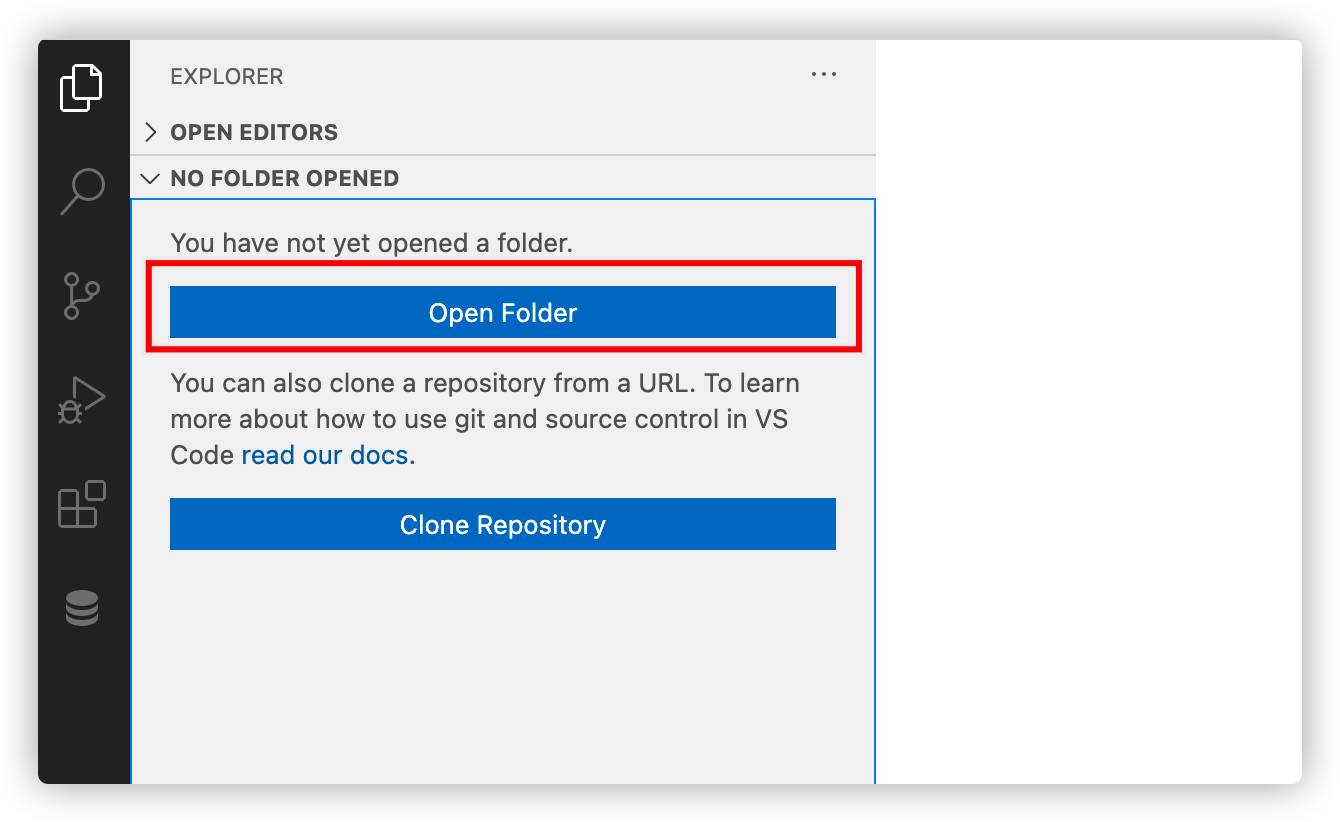 EXPLORER
OPEN EDITORS
NO FOLDER OPENED
You have not yet opened a folder.
Open Folder
You can also clone a repository from a URL. To learn
more about how to use git and source control in VS
Code read our docs.
Clone Repository